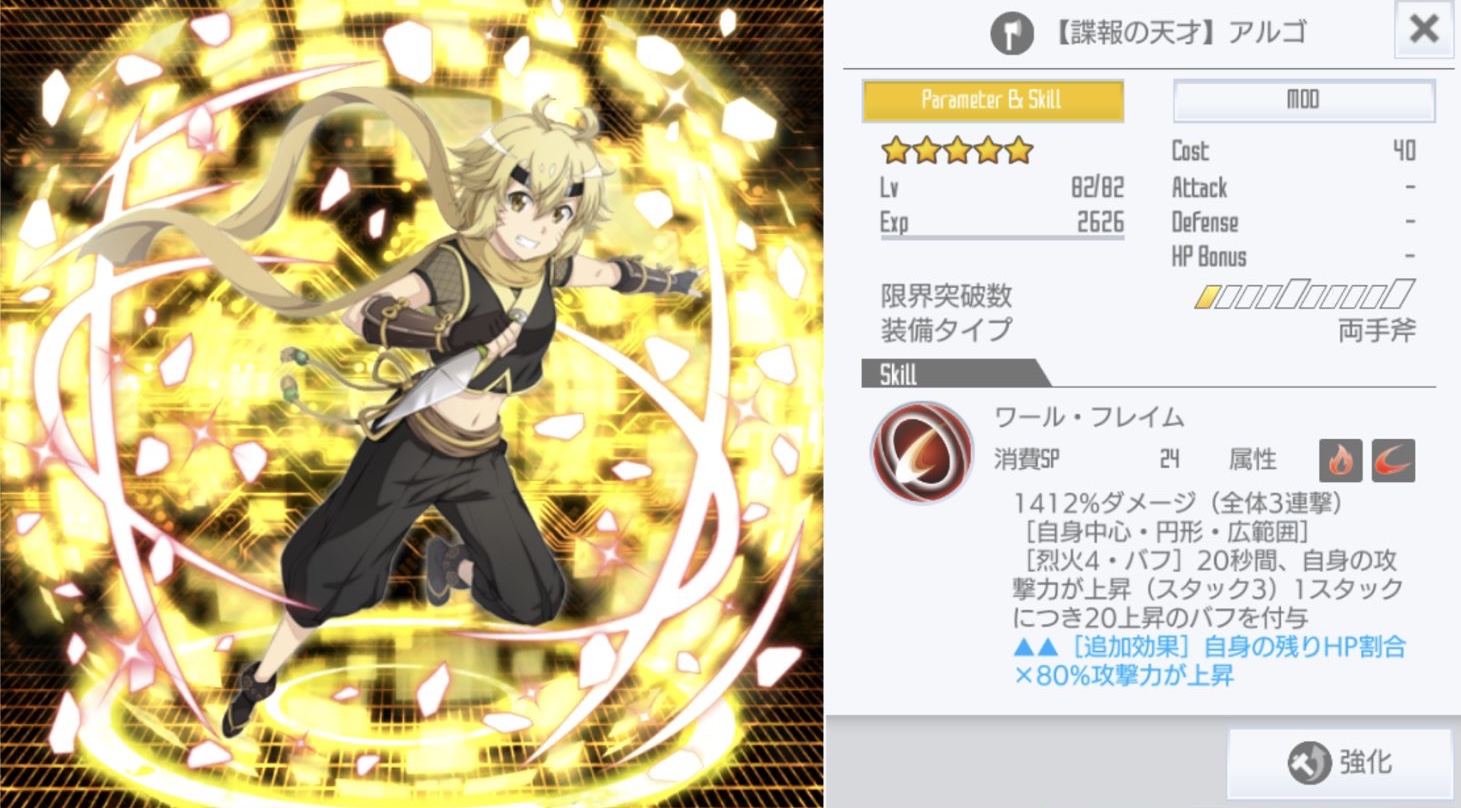 【諜報の天才】アルゴ
Parameter & Skill
MOD
Lv 82/82
Exp 2626
Cost 40
Attack -
Defense -
HP Bonus -
限界突破数
装備タイプ 両手斧
Skill
ワール・フレイム
消費SP 24 属性
1412%ダメージ（全体3連撃）
［自身中心・円形・広範囲］
［烈火4・バフ］20秒間、自身の攻
撃力が上昇（スタック3）1スタック
につき20上昇のバフを付与
▲▲［追加効果］自身の残りHP割合
×80%攻撃力が上昇
強化